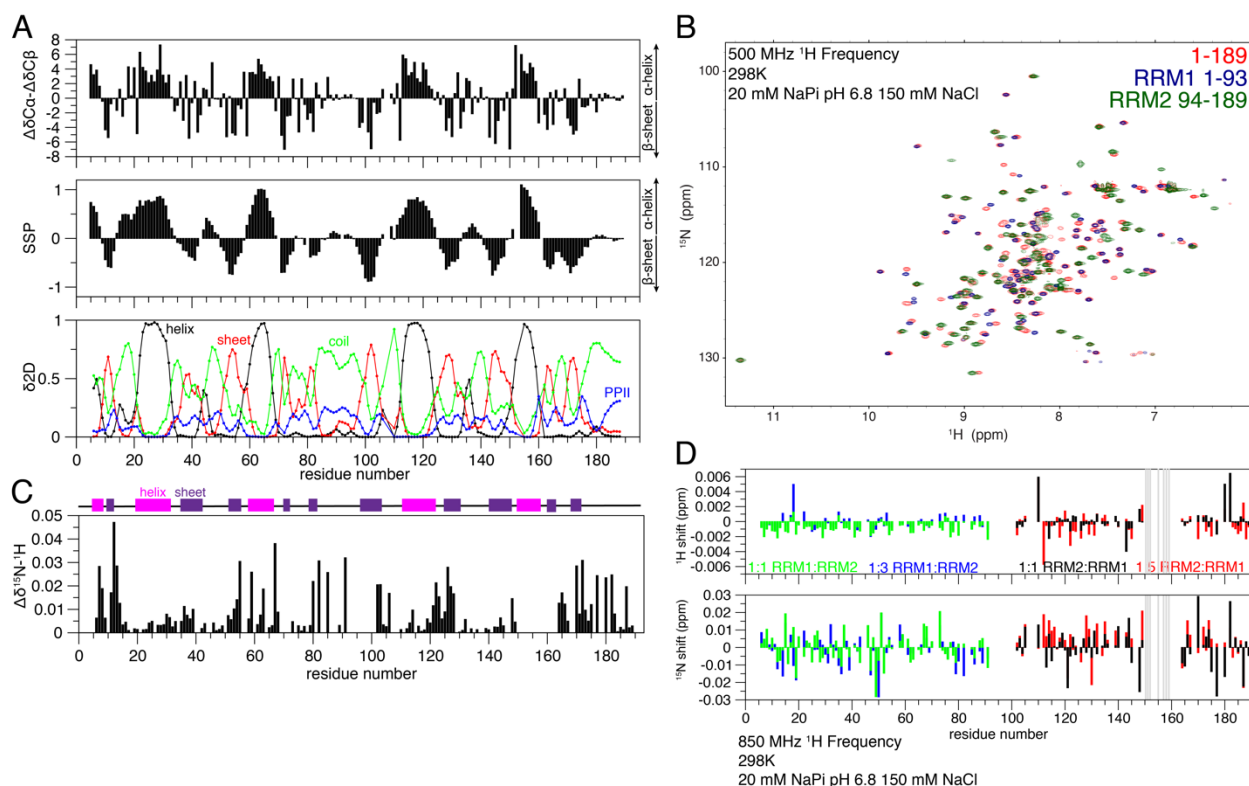 A
ΔδCα-ΔδCβ
8
6
4
2
0
-2
-4
-6
-8
α-helix
β-sheet
SSP
1
0
-1
α-helix
β-sheet
δ2D
1
0.5
0
helix
sheet
coil
PPII
0 20 40 60 80 100 120 140 160 180 200
residue number
B
500 MHz ¹H Frequency
298K
20 mM NaPi pH 6.8 150 mM NaCl
1-189
RRM1 1-93
RRM2 94-189
¹⁵N (ppm)
100
110
120
130
11 10 9 8 7
¹H (ppm)
C
helix sheet
Δδ¹⁵N-¹H
0.05
0.04
0.03
0.02
0.01
0
0 20 40 60 80 100 120 140 160 180
residue number
D
¹H shift (ppm)
0.006
0.004
0.002
0
-0.002
-0.004
-0.006
1:1 RRM1:RRM2 1:3 RRM1:RRM2 1:1 RRM2:RRM1 1:5 RRM2:RRM1
¹⁵N shift (ppm)
0.03
0.02
0.01
0
-0.01
-0.02
-0.03
0 20 40 60 80 100 120 140 160 180
residue number
850 MHz ¹H Frequency
298K
20 mM NaPi pH 6.8 150 mM NaCl